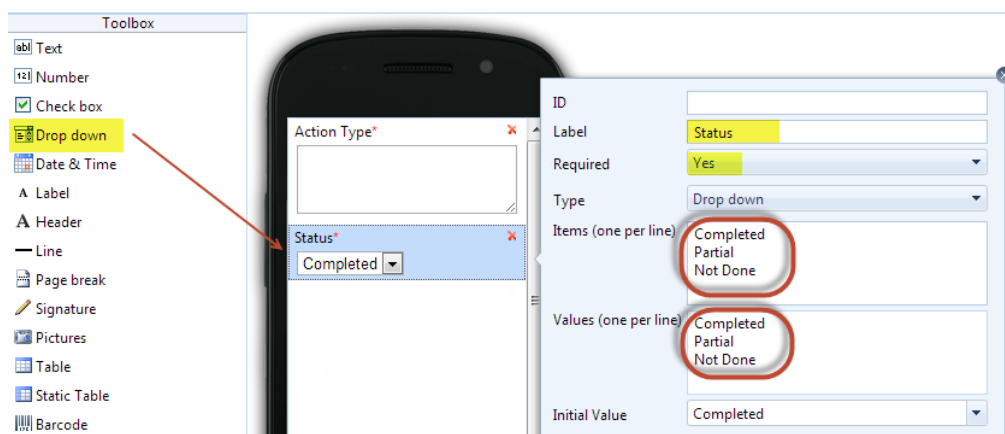 Toolbox
abl Text
12l Number
Check box
Drop down
Date & Time
A Label
A Header
Line
Page break
Signature
Pictures
Table
Static Table
Barcode
Action Type*
Status*
Completed
ID
Label Status
Required Yes
Type Drop down
Items (one per line) Completed
Partial
Not Done
Values (one per line) Completed
Partial
Not Done
Initial Value Completed